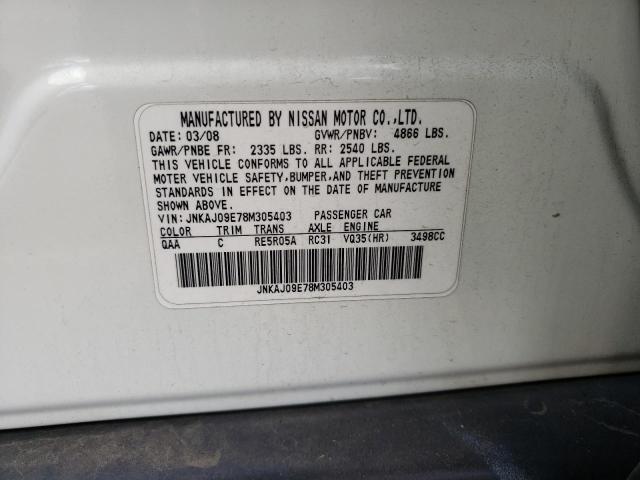 MANUFACTURED BY NISSAN MOTOR CO.,LTD.
DATE: 03/08 GVWR/PNBV: 4866 LBS.
GAWR/PNBE FR: 2335 LBS. RR: 2540 LBS.
THIS VEHICLE CONFORMS TO ALL APPLICABLE FEDERAL
MOTOR VEHICLE SAFETY,BUMPER,AND THEFT PREVENTION
STANDARDS IN EFFECT ON THE DATE OF MANUFACTURE
SHOWN ABOVE.
VIN: JNKAJ09E78M305403 PASSENGER CAR
COLOR TRIM TRANS AXLE ENGINE
QAA C RE5R05A RC31 VQ35(HR) 3498CC
JNKAJ09E78M305403